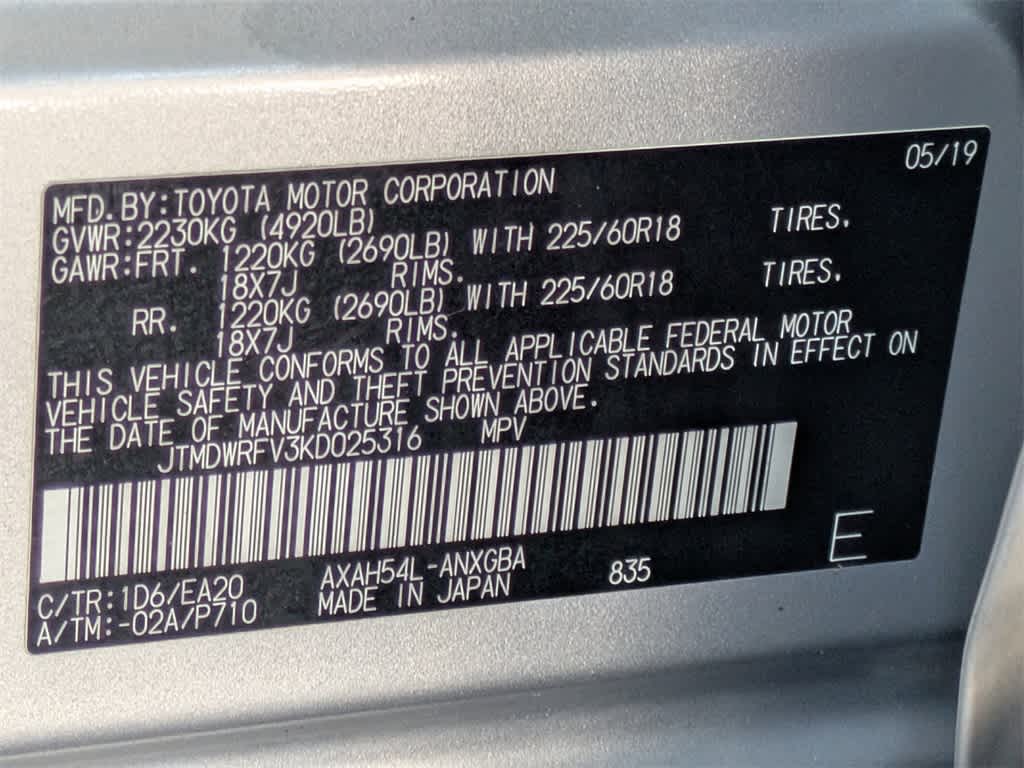 05/19
MFD. BY: TOYOTA MOTOR CORPORATION
GVWR: 2230KG (4920LB)
GAWR: FRT. 1220KG (2690LB) WITH 225/60R18 TIRES.
18X7J RIMS.
RR. 1220KG (2690LB) WITH 225/60R18 TIRES.
18X7J RIMS.
THIS VEHICLE CONFORMS TO ALL APPLICABLE FEDERAL MOTOR
VEHICLE SAFETY AND THEFT PREVENTION STANDARDS IN EFFECT ON
THE DATE OF MANUFACTURE SHOWN ABOVE.
JTMDWRFV3KD025316 MPV
C/TR: 1D6/EA20 AXAH54L-ANXGBA 835 E
A/TM: -02A/P710 MADE IN JAPAN